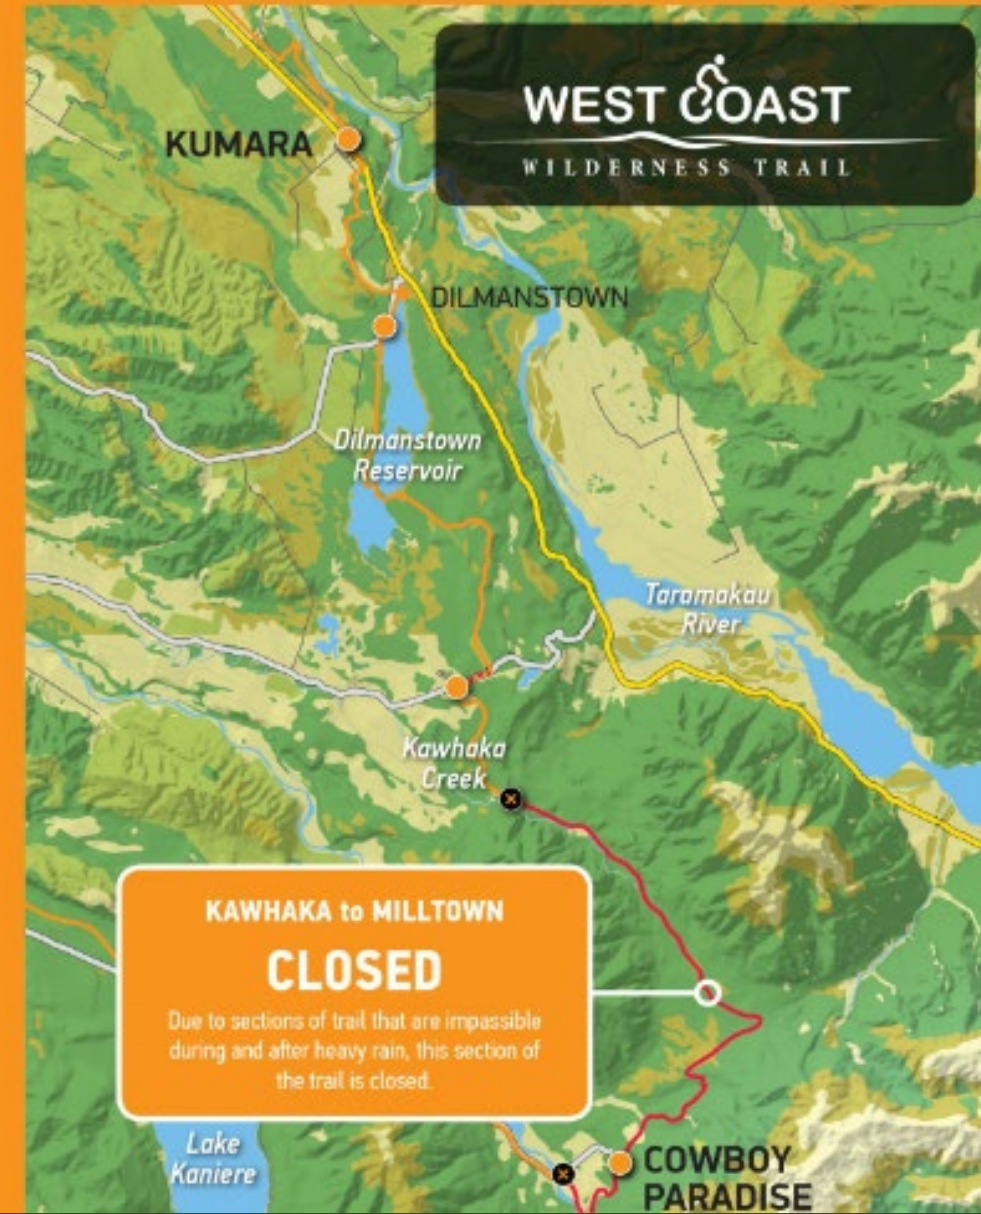 WEST COAST
WILDERNESS TRAIL
KUMARA
DILMANSTOWN
Dilmanstown
Reservoir
Taramakau
River
Kawhaka
Creek
KAWHAKA to MILLTOWN
CLOSED
Due to sections of trail that are impassible
during and after heavy rain, this section of
the trail is closed.
Lake
Kaniere
COWBOY
PARADISE